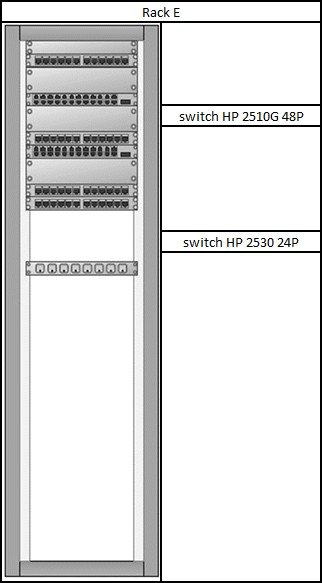 Rack E
switch HP 2510G 48P
switch HP 2530 24P